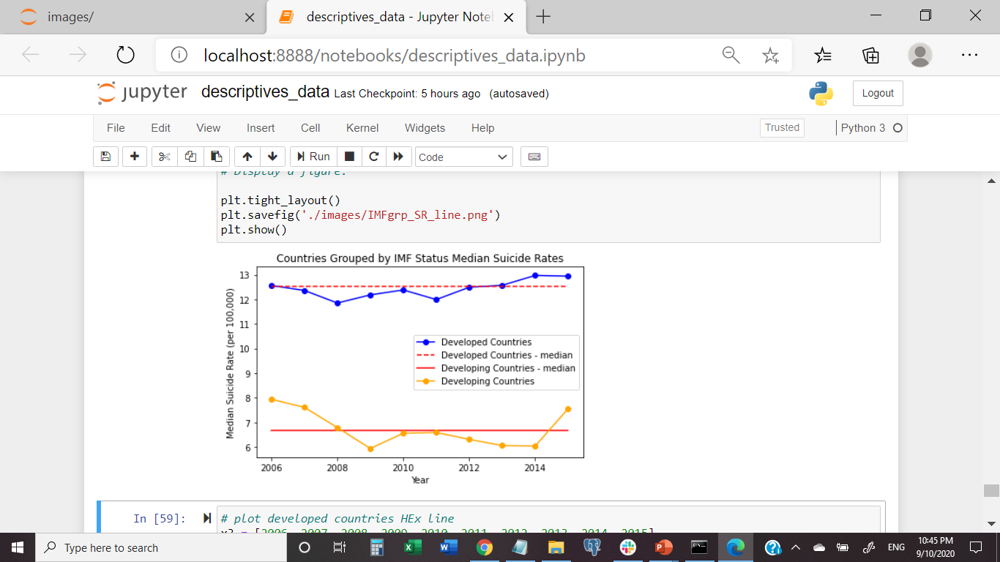 images/
descriptives_data - Jupyter Note
localhost:8888/notebooks/descriptives_data.ipynb
jupyter descriptives_data Last Checkpoint: 5 hours ago (autosaved)
Logout
File Edit View Insert Cell Kernel Widgets Help
Trusted
Python 3
Run
Code
# Display a figure.
plt.tight_layout()
plt.savefig('./images/IMFgrp_SR_line.png')
plt.show()
Countries Grouped by IMF Status Median Suicide Rates
Median Suicide Rate (per 100,000)
13
12
11
10
9
8
7
6
Developed Countries
Developed Countries - median
Developing Countries - median
Developing Countries
2006 2008 2010 2012 2014
Year
In [59]:
# plot developed countries HEx line
x2 = [2006, 2007, 2008, 2009, 2010, 2011, 2012, 2013, 2014, 2015]
Type here to search
ENG
10:45 PM
9/10/2020